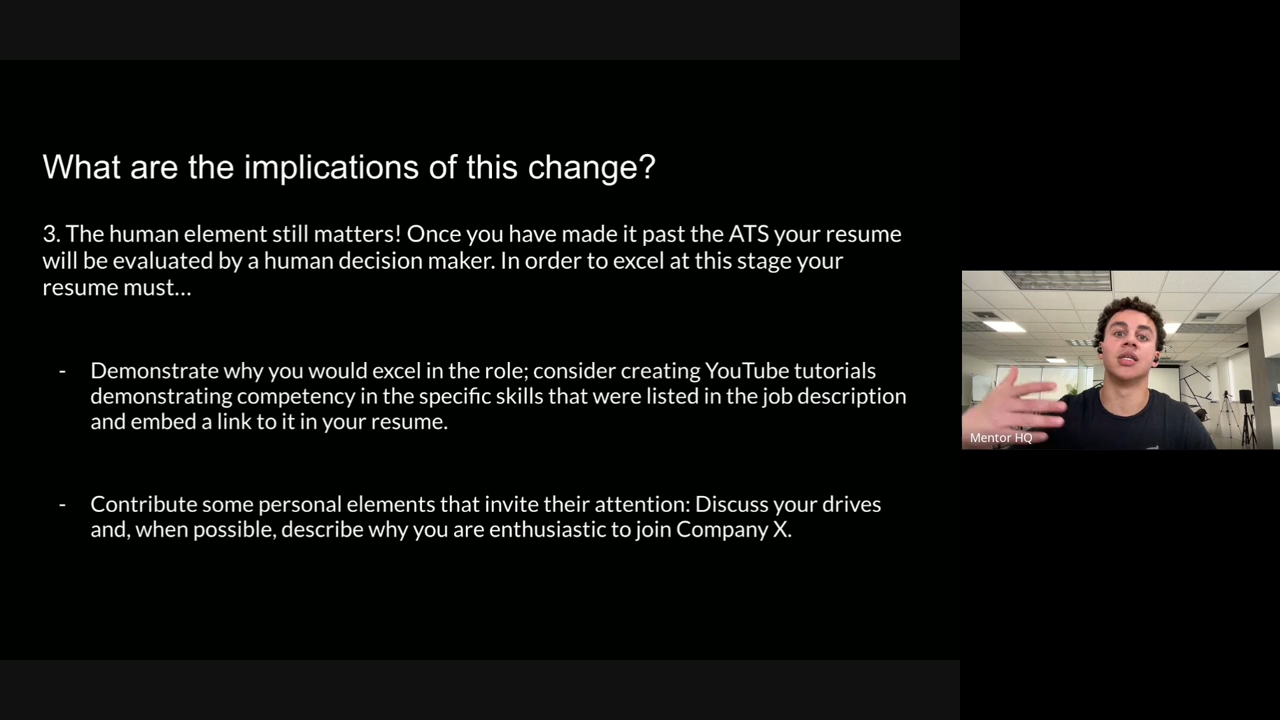 What are the implications of this change?
3. The human element still matters! Once you have made it past the ATS your resume
will be evaluated by a human decision maker. In order to excel at this stage your
resume must...
- Demonstrate why you would excel in the role; consider creating YouTube tutorials
demonstrating competency in the specific skills that were listed in the job description
and embed a link to it in your resume.
- Contribute some personal elements that invite their attention: Discuss your drives
and, when possible, describe why you are enthusiastic to join Company X.
Mentor HQ